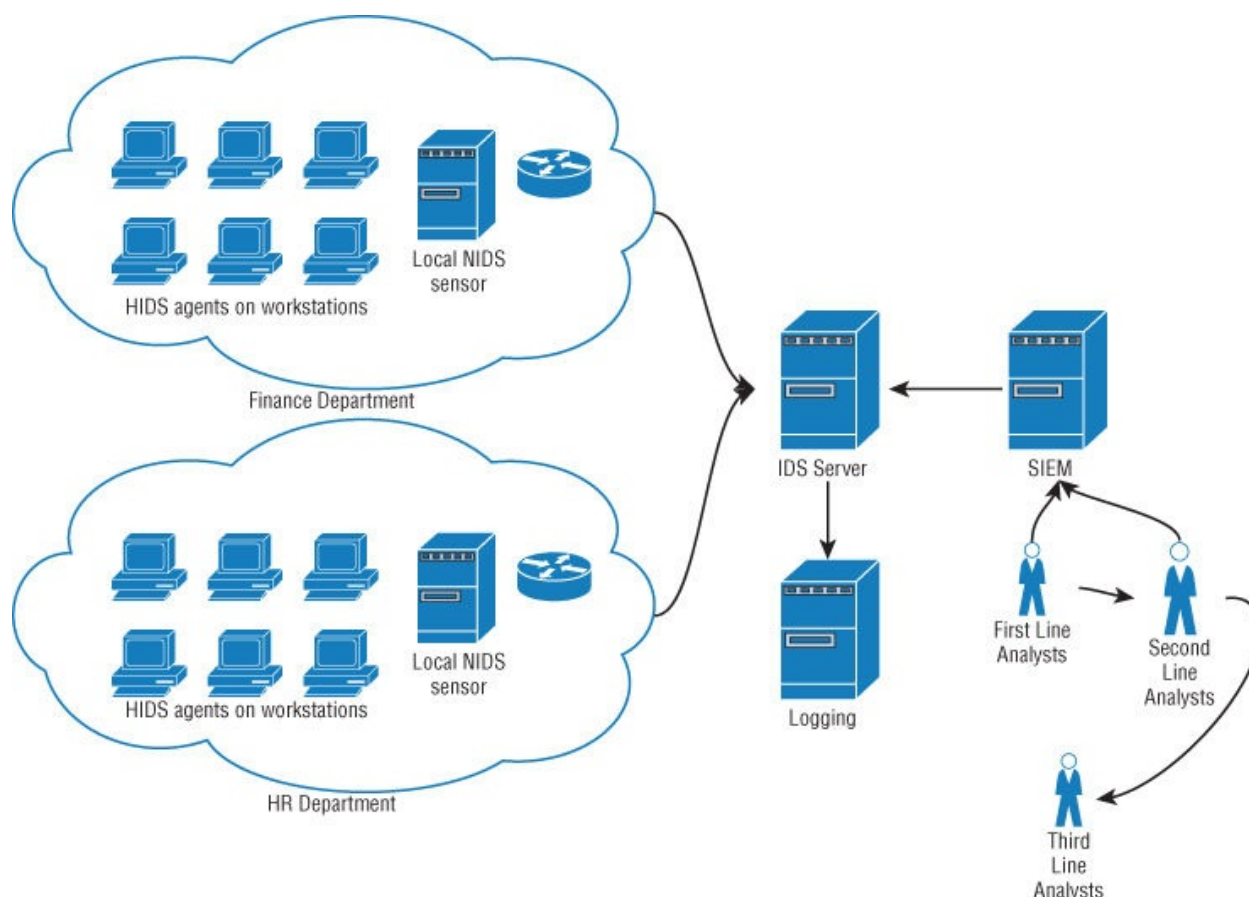 Local NIDS
sensor
HIDS agents on workstations
Finance Department
IDS Server
SIEM
First Line
Analysts
Second
Line
Analysts
Local NIDS
sensor
HIDS agents on workstations
Logging
HR Department
Third
Line
Analysts